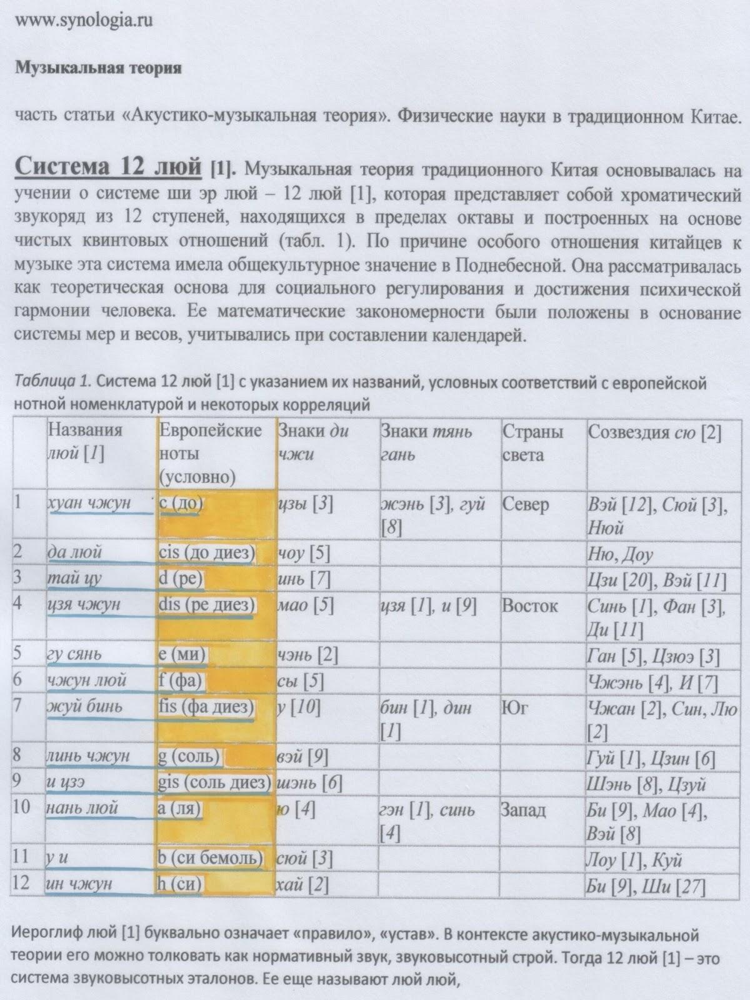 www.synologia.ru
Музыкальная теория
часть статьи «Акустико-музыкальная теория». Физические науки в традиционном Китае.
Система 12 люй [1]. Музыкальная теория традиционного Китая основывалась на
учении о системе ши эр люй – 12 люй [1], которая представляет собой хроматический
звукоряд из 12 ступеней, находящихся в пределах октавы и построенных на основе
чистых квинтовых отношений (табл. 1). По причине особого отношения китайцев к
музыке эта система имела общекультурное значение в Поднебесной. Она рассматривалась
как теоретическая основа для социального регулирования и достижения психической
гармонии человека. Ее математические закономерности были положены в основание
системы мер и весов, учитывались при составлении календарей.
Таблица 1. Система 12 люй [1] с указанием их названий, условных соответствий с европейской
нотной номенклатурой и некоторых корреляций
Названия люй [1] Европейские ноты (условно) Знаки ди чжи Знаки тянь гань Страны света Созвездия сю [2]
1 хуан чжун c (до) цзы [3] жэнь [3], гуй [8] Север Вэй [12], Сюй [3], Нюй
2 да люй cis (до диез) чоу [5] Ню, Доу
3 тай цу d (ре) инь [7] Цзи [20], Вэй [11]
4 цзя чжун dis (ре диез) мао [5] цзя [1], и [9] Восток Синь [1], Фан [3], Ди [11]
5 гу сянь e (ми) чэнь [2] Ган [5], Цзюэ [3]
6 чжун люй f (фа) сы [5] Чжэнь [4], И [7]
7 жуй бинь fis (фа диез) у [10] бин [1], дин [1] Юг Чжан [2], Син, Лю [2]
8 линь чжун g (соль) вэй [9] Гуй [1], Цзин [6]
9 и цзэ gis (соль диез) шэнь [6] Шэнь [8], Цзуй
10 нань люй a (ля) ю [4] гэн [1], синь [4] Запад Би [9], Мао [4], Вэй [8]
11 у и b (си бемоль) сюй [3] Лоу [1], Куй
12 ин чжун h (си) хай [2] Би [9], Ши [27]
Иероглиф люй [1] буквально означает «правило», «устав». В контексте акустико-музыкальной
теории его можно толковать как нормативный звук, звуковысотный строй. Тогда 12 люй [1] – это
система звуковысотных эталонов. Ее еще называют люй люй,